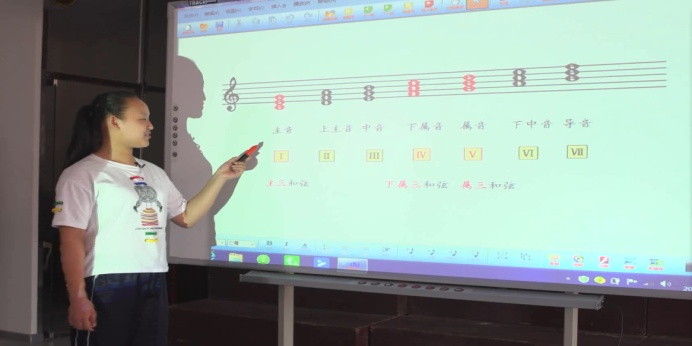 主音 上主音 中音 下属音 属音 下中音 导音
I II III IV V VI VII
主三和弦 下属三和弦 属三和弦